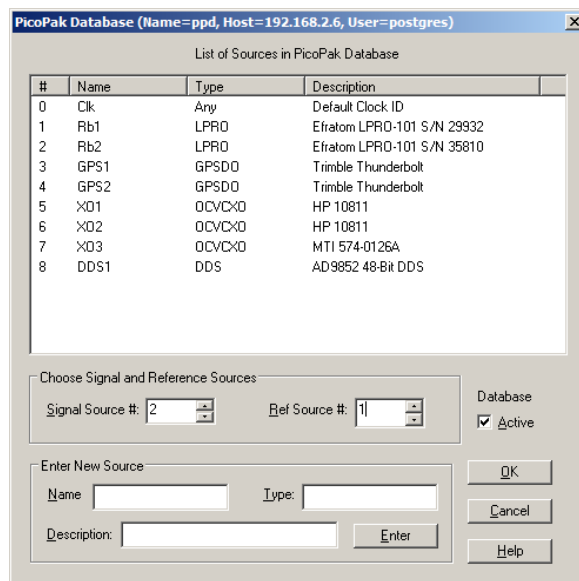 PicoPak Database (Name=ppd, Host=192.168.2.6, User=postgres)
List of Sources in PicoPak Database
# Name Type Description
0 Clk Any Default Clock ID
1 Rb1 LPRO Efratom LPRO-101 S/N 29932
2 Rb2 LPRO Efratom LPRO-101 S/N 35810
3 GPS1 GPSDO Trimble Thunderbolt
4 GPS2 GPSDO Trimble Thunderbolt
5 XO1 OCVCXO HP 10811
6 XO2 OCVCXO HP 10811
7 XO3 OCVCXO MTI 574-0126A
8 DDS1 DDS AD9852 48-Bit DDS
Choose Signal and Reference Sources
Signal Source #: 2 Ref Source #: 1
Database
Active
Enter New Source
Name Type:
Description: Enter
OK
Cancel
Help